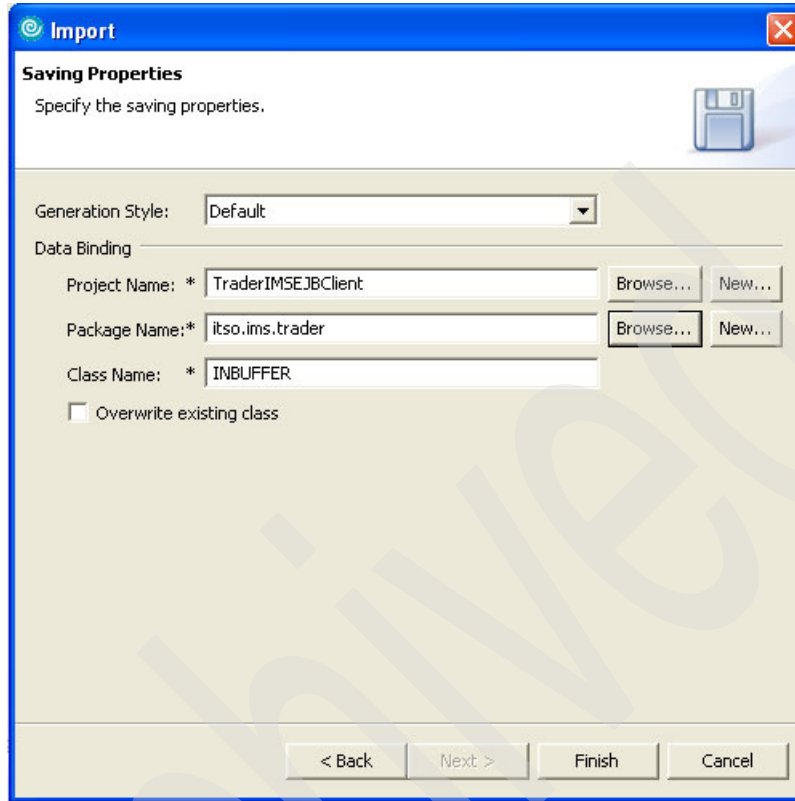 Import
Saving Properties
Specify the saving properties.
Generation Style: Default
Data Binding
Project Name: * TraderIMSEJBClient Browse... New...
Package Name:* itso.ims.trader Browse... New...
Class Name: * INBUFFER
Overwrite existing class
< Back Next > Finish Cancel